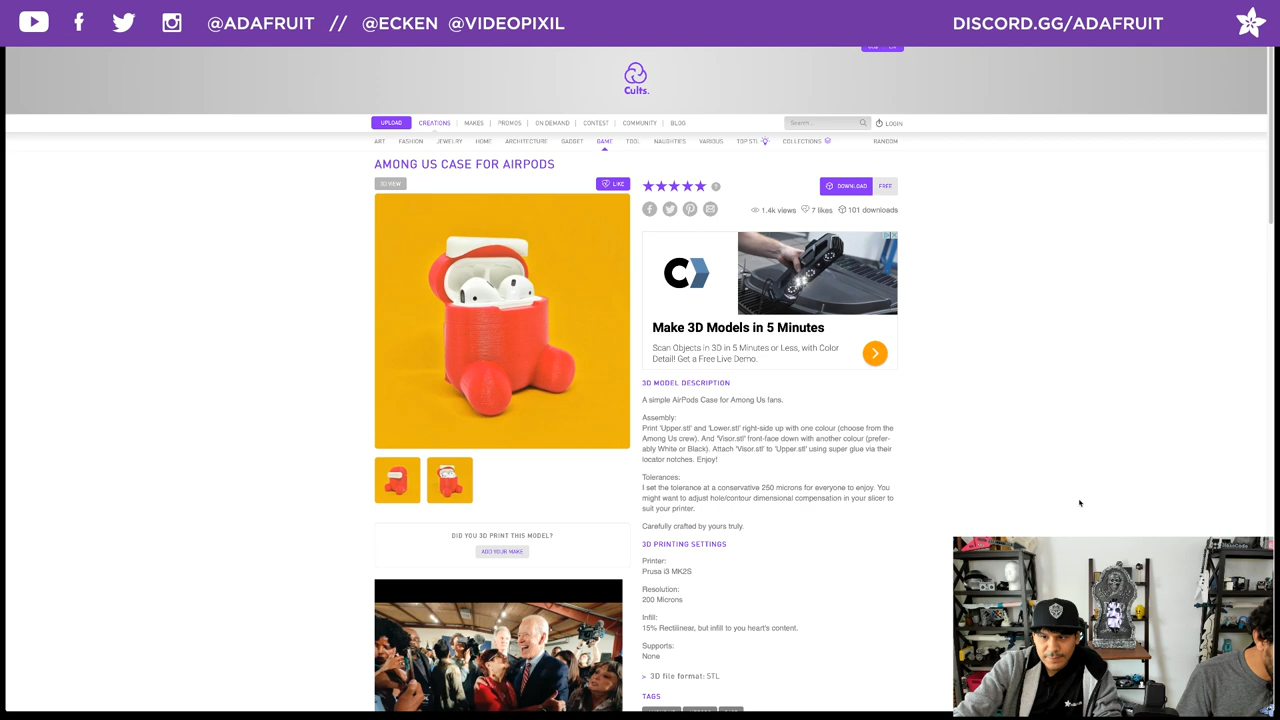 @ADAFRUIT // @ECKEN @VIDEOPIXIL
DISCORD.GG/ADAFRUIT
Cults.
UPLOAD CREATIONS | MAKES | PROMOS | ON DEMAND | CONTEST | COMMUNITY | BLOG
Search... LOGIN
ART FASHION JEWELRY HOME ARCHITECTURE GADGET GAME TOOL NAUGHTIES VARIOUS TOP STL COLLECTIONS RANDOM
AMONG US CASE FOR AIRPODS
3D VIEW
LIKE
DOWNLOAD FREE
1.4k views 7 likes 101 downloads
Make 3D Models in 5 Minutes
Scan Objects in 3D in 5 Minutes or Less, with Color
Detail! Get a Free Live Demo.
3D MODEL DESCRIPTION
A simple AirPods Case for Among Us fans.
Assembly:
Print 'Upper.stl' and 'Lower.stl' right-side up with one colour (choose from the
Among Us crew). And 'Visor.stl' front-face down with another colour (prefer-
ably White or Black). Attach 'Visor.stl' to 'Upper.stl' using super glue via their
locator notches. Enjoy!
Tolerances:
I set the tolerance at a conservative 250 microns for everyone to enjoy. You
might want to adjust hole/contour dimensional compensation in your slicer to
suit your printer.
Carefully crafted by yours truly.
3D PRINTING SETTINGS
Printer:
Prusa i3 MK2S
Resolution:
200 Microns
Infill:
15% Rectilinear, but infill to you heart's content.
Supports:
None
> 3D file format: STL
TAGS
DID YOU 3D PRINT THIS MODEL?
ADD YOUR MAKE